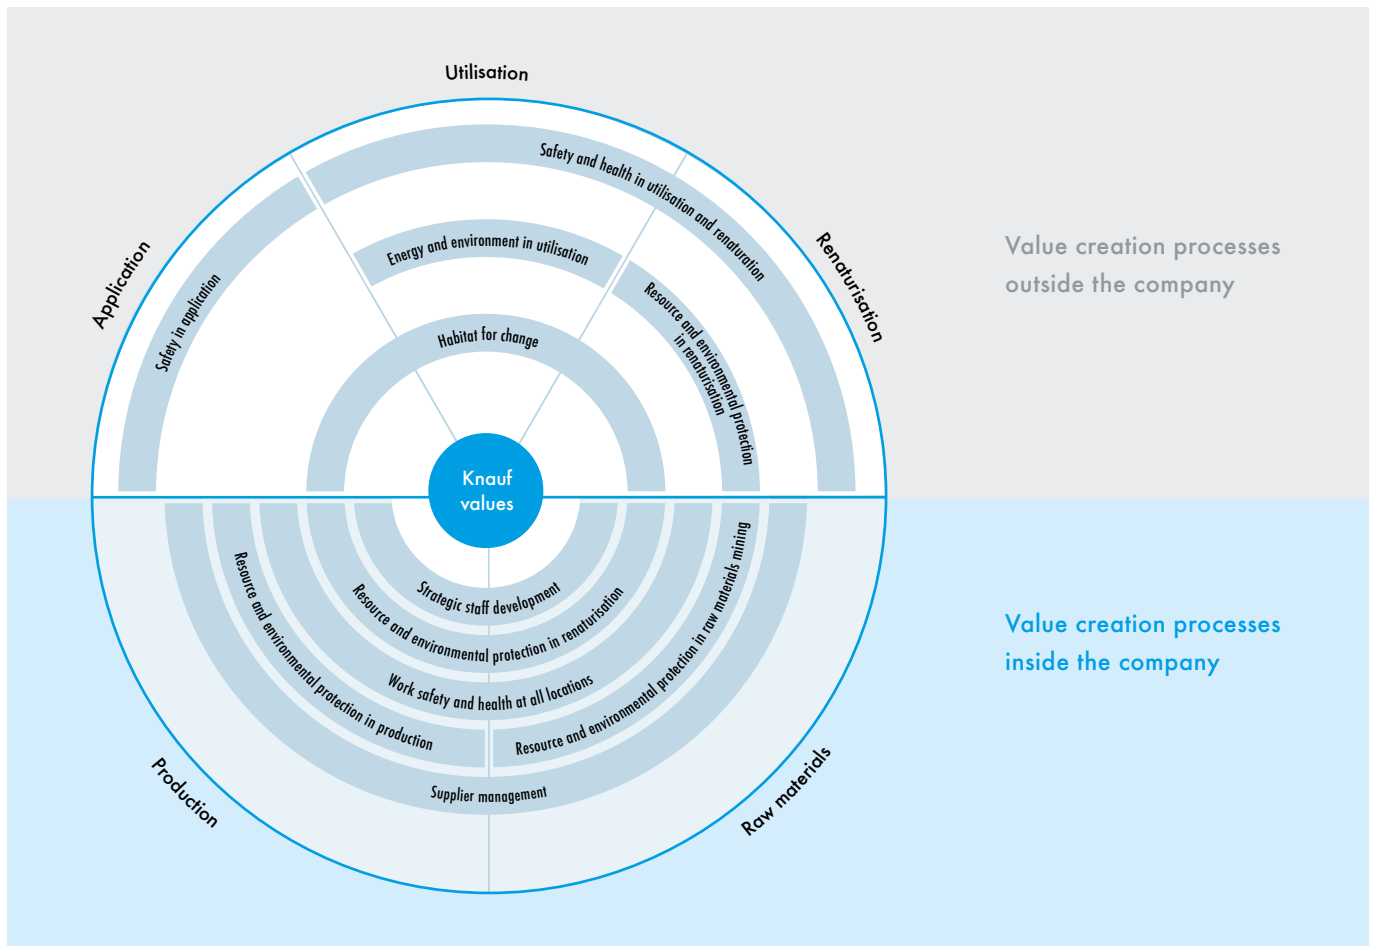 Utilisation
Safety and health in utilisation and renaturation
Application
Safety in application
Energy and environment in utilisation
Renaturisation
Resource and environmental protection
in renaturisation
Habitat for change
Value creation processes
outside the company
Knauf
values
Strategic staff development
Resource and environmental protection in renaturisation
Work safety and health at all locations
Resource and environmental protection in production
Resource and environmental protection in raw materials mining
Supplier management
Production
Raw materials
Value creation processes
inside the company